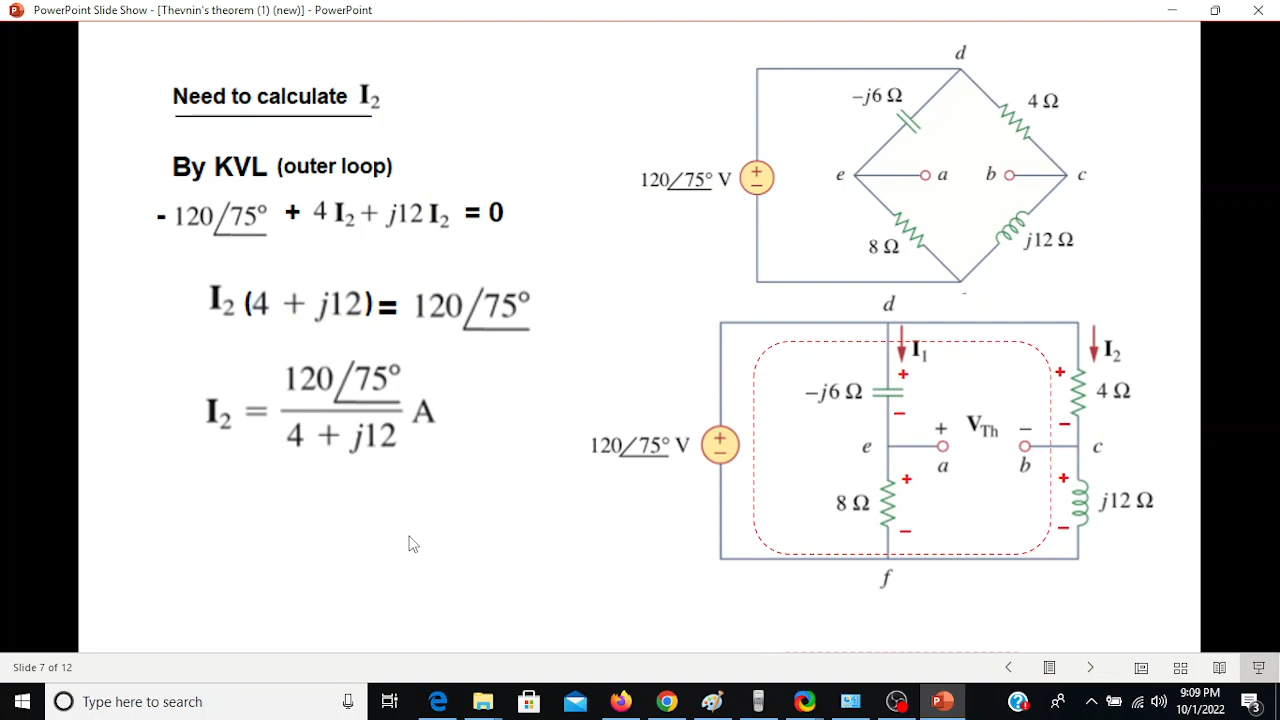 PowerPoint Slide Show - [Thevnin's theorem (1) (new)] - PowerPoint
Need to calculate I₂
By KVL (outer loop)
- 120/75° + 4 I₂ + j12 I₂ = 0
I₂ (4 + j12) = 120/75°
I₂ = 120/75°
4 + j12 A
d
-j6 Ω
4 Ω
120/75° V
+
−
e
a
b
c
8 Ω
j12 Ω
d
I₁
I₂
+
+
-j6 Ω
4 Ω
−
−
120/75° V
+
−
e
+ V_Th −
a
b
c
+
+
8 Ω
j12 Ω
−
−
f
Slide 7 of 12
Type here to search
9:09 PM
10/1/2022
3